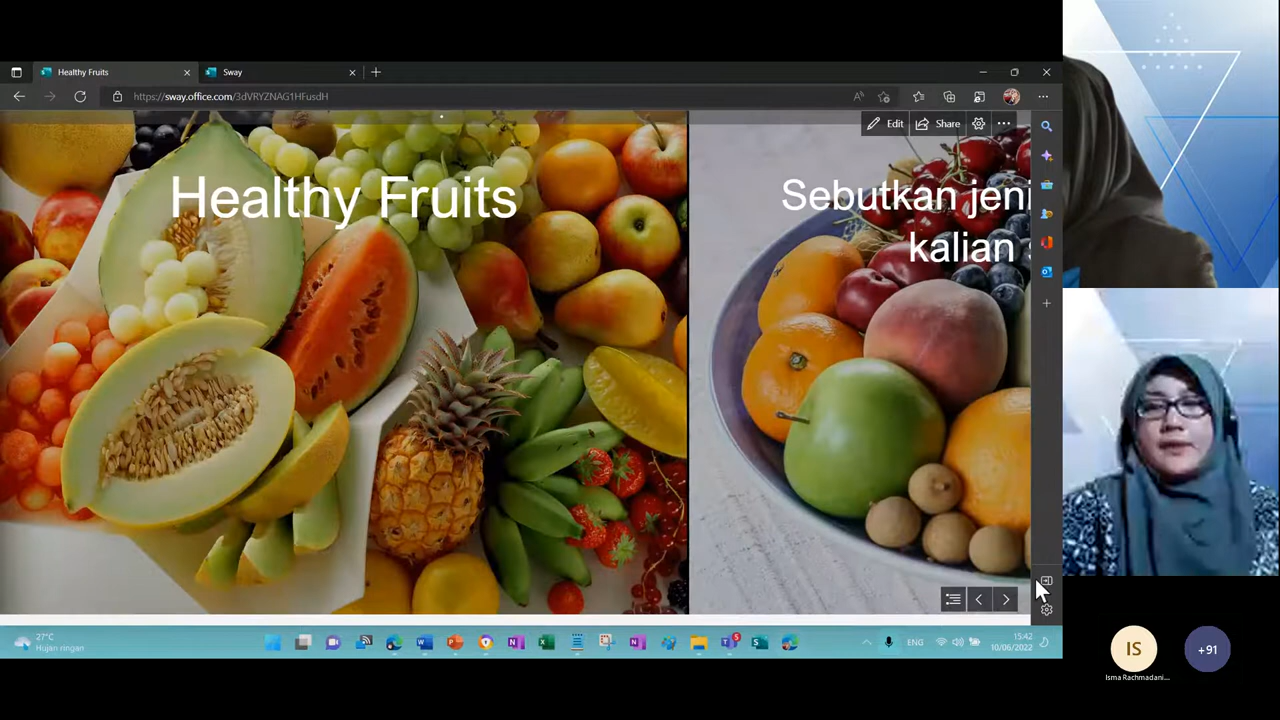 Healthy Fruits
Sway
https://sway.office.com/3dVRYZNAG1HFusdH
Edit
Share
Healthy Fruits
Sebutkan jeni
kalian
27°C
Hujan ringan
5
ENG
15:42
10/06/2022
IS
Isma Rachmadani...
+91